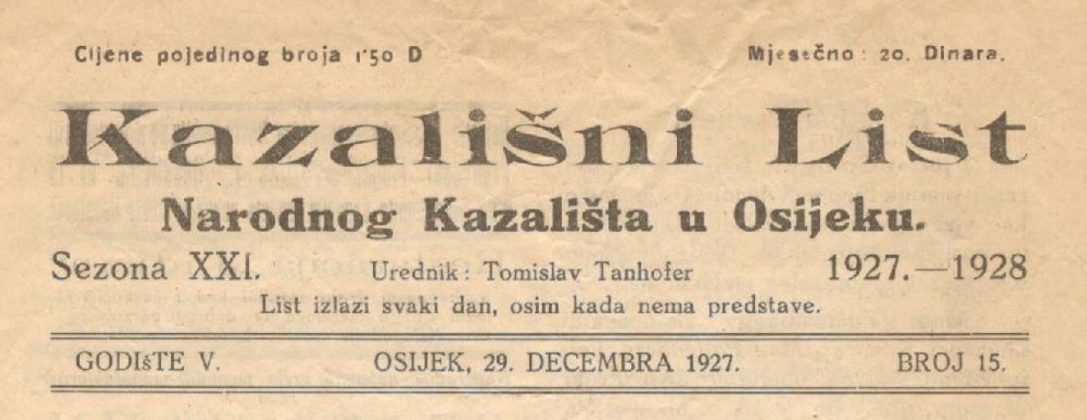 Cijene pojedinog broja 1·50 D Mjesečno: 20. Dinara.
Kazališni List
Narodnog Kazališta u Osijeku.
Sezona XXI. Urednik: Tomislav Tanhofer 1927.—1928
List izlazi svaki dan, osim kada nema predstave.
GODIšTE V. OSIJEK, 29. DECEMBRA 1927. BROJ 15.